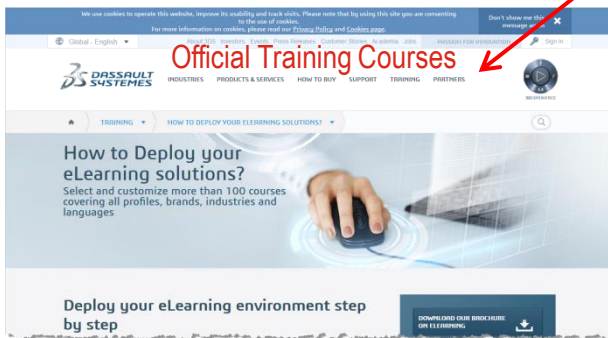 We use cookies to operate this website, improve its usability and track visits. Please note that by using this site you are consenting
to the use of cookies.
For more information on cookies, please read our Privacy Policy and Cookies page.
Don't show me this
message again
Global - English
About 3DS Investors Events Press Releases Customer Stories Academia Jobs PASSION FOR INNOVATION Sign in
Official Training Courses
DASSAULT
SYSTEMES
INDUSTRIES PRODUCTS & SERVICES HOW TO BUY SUPPORT TRAINING PARTNERS
3DEXPERIENCE
TRAINING HOW TO DEPLOY YOUR ELEARNING SOLUTIONS?
How to Deploy your
eLearning solutions?
Select and customize more than 100 courses
covering all profiles, brands, industries and
languages
Deploy your eLearning environment step
by step
DOWNLOAD OUR BROCHURE
ON ELEARNING